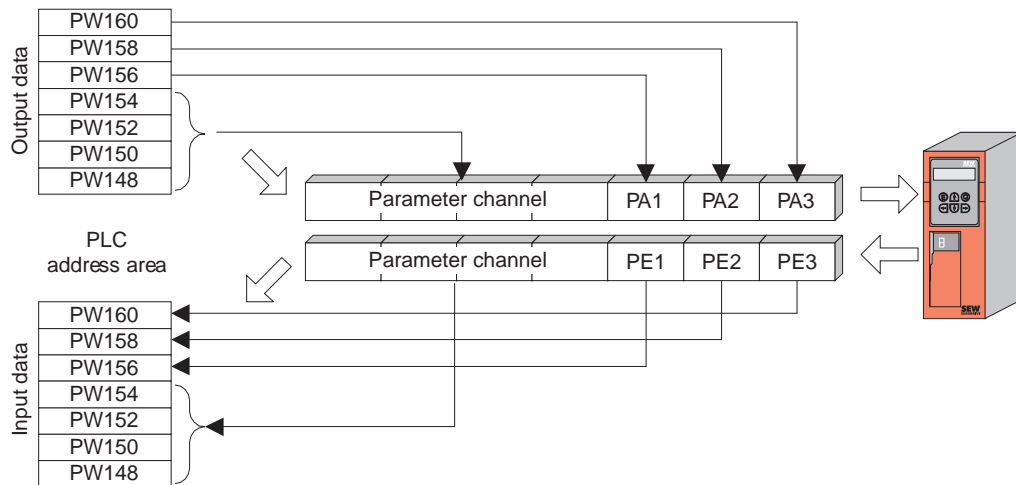 Output data
PW160
PW158
PW156
PW154
PW152
PW150
PW148
Parameter channel PA1 PA2 PA3
PLC
address area
Parameter channel PE1 PE2 PE3
Input data
PW160
PW158
PW156
PW154
PW152
PW150
PW148
SEW